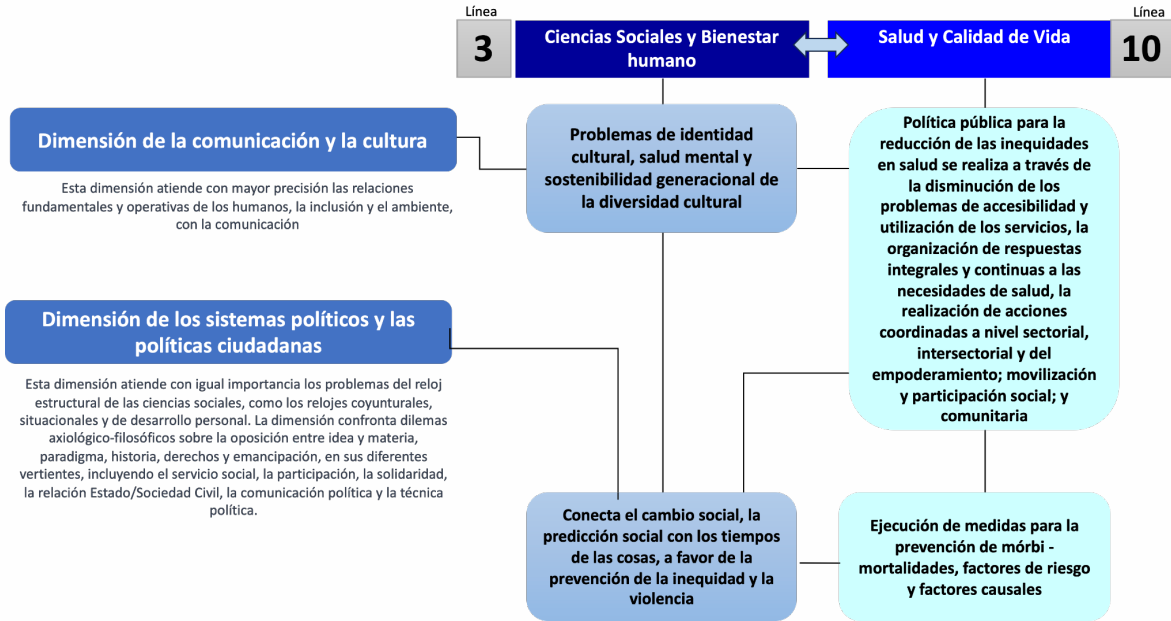 Línea
3
Ciencias Sociales y Bienestar
humano
Salud y Calidad de Vida
Línea
10
Dimensión de la comunicación y la cultura
Esta dimensión atiende con mayor precisión las relaciones
fundamentales y operativas de los humanos, la inclusión y el ambiente,
con la comunicación
Problemas de identidad
cultural, salud mental y
sostenibilidad generacional de
la diversidad cultural
Política pública para la
reducción de las inequidades
en salud se realiza a través de
la disminución de los
problemas de accesibilidad y
utilización de los servicios, la
organización de respuestas
integrales y continuas a las
necesidades de salud, la
realización de acciones
coordinadas a nivel sectorial,
intersectorial y del
empoderamiento; movilización
y participación social; y
comunitaria
Dimensión de los sistemas políticos y las
políticas ciudadanas
Esta dimensión atiende con igual importancia los problemas del reloj
estructural de las ciencias sociales, como los relojes coyunturales,
situacionales y de desarrollo personal. La dimensión confronta dilemas
axiológico-filosóficos sobre la oposición entre idea y materia,
paradigma, historia, derechos y emancipación, en sus diferentes
vertientes, incluyendo el servicio social, la participación, la solidaridad,
la relación Estado/Sociedad Civil, la comunicación política y la técnica
política.
Conecta el cambio social, la
predicción social con los tiempos
de las cosas, a favor de la
prevención de la inequidad y la
violencia
Ejecución de medidas para la
prevención de mórbi -
mortalidades, factores de riesgo
y factores causales